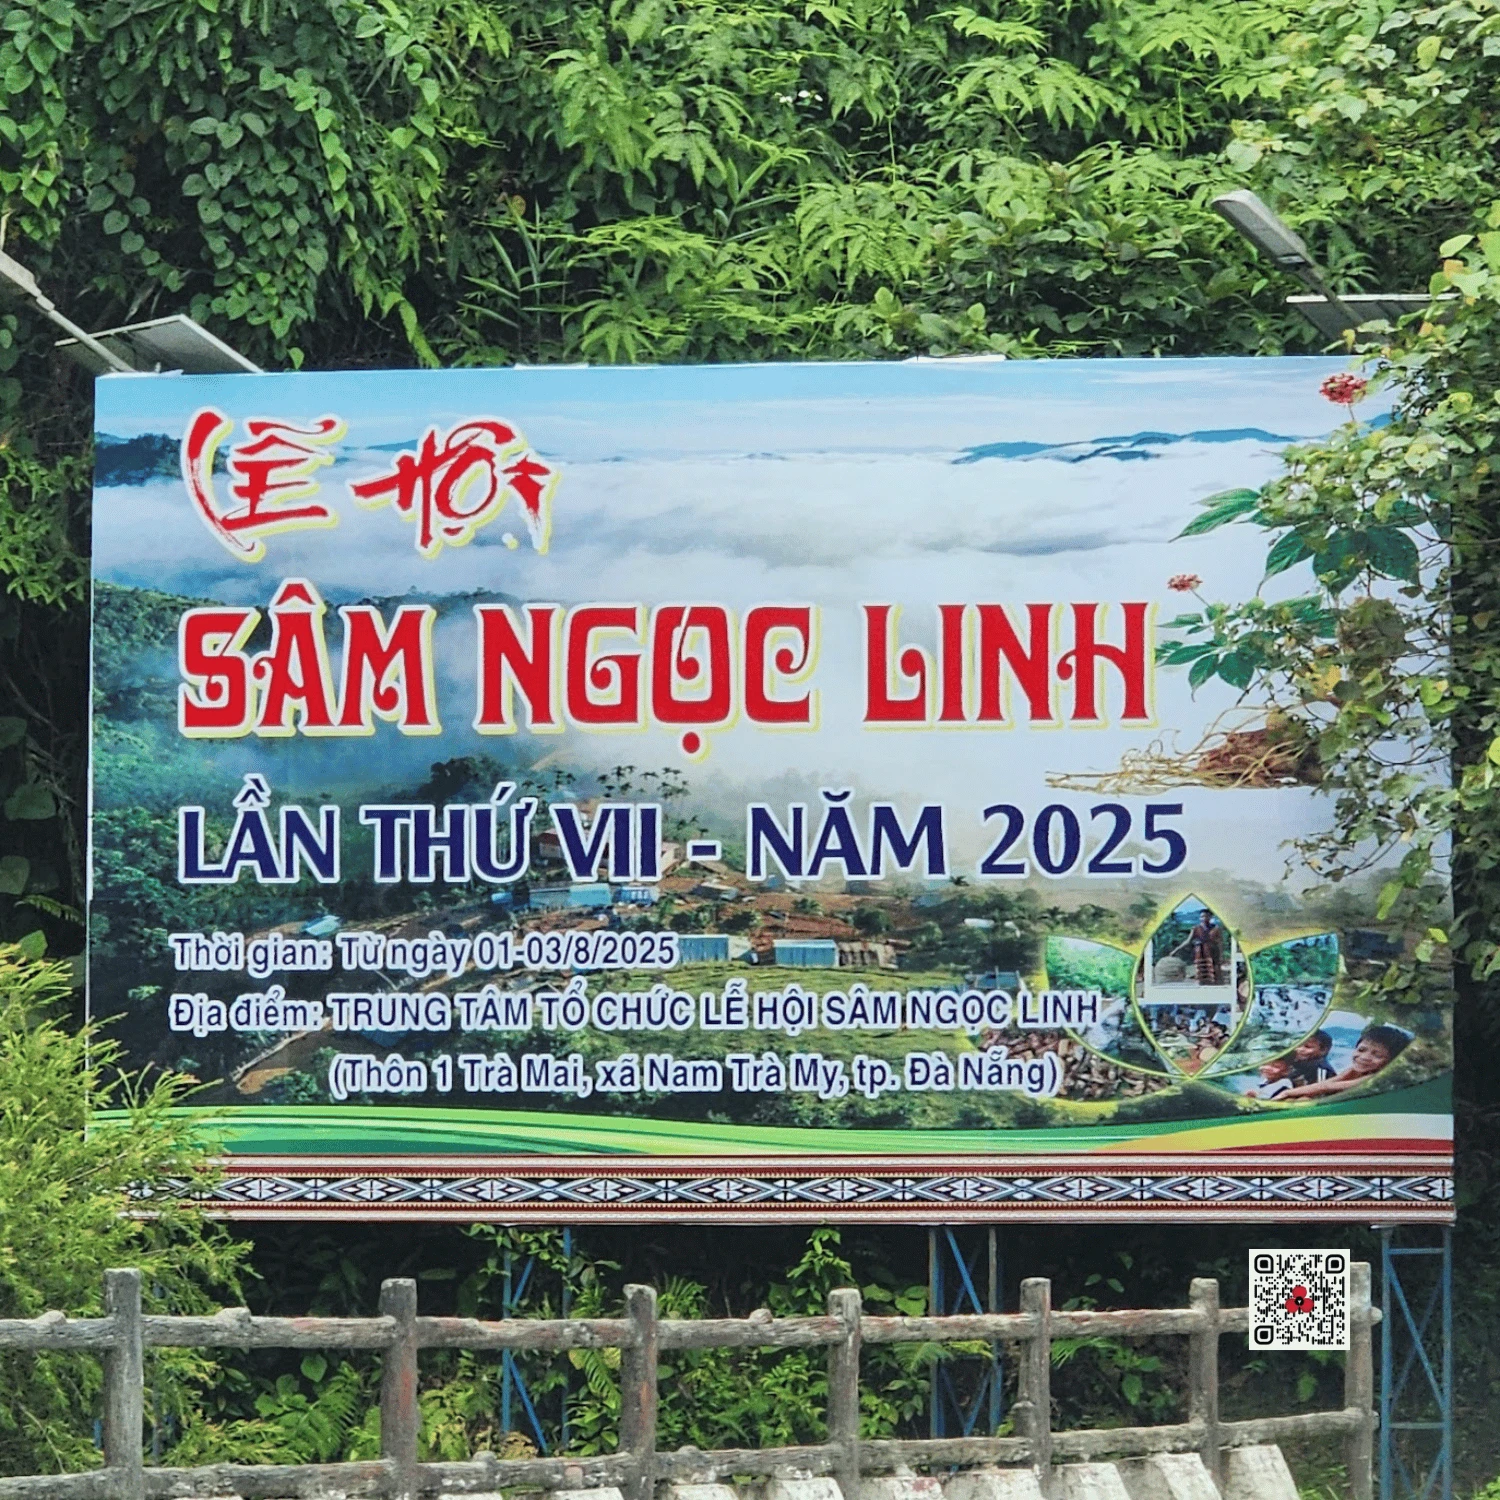 LỄ HỘI
SÂM NGỌC LINH
LẦN THỨ VII - NĂM 2025
Thời gian: Từ ngày 01-03/8/2025
Địa điểm: TRUNG TÂM TỔ CHỨC LỄ HỘI SÂM NGỌC LINH
(Thôn 1 Trà Mai, xã Nam Trà My, tp. Đà Nẵng)